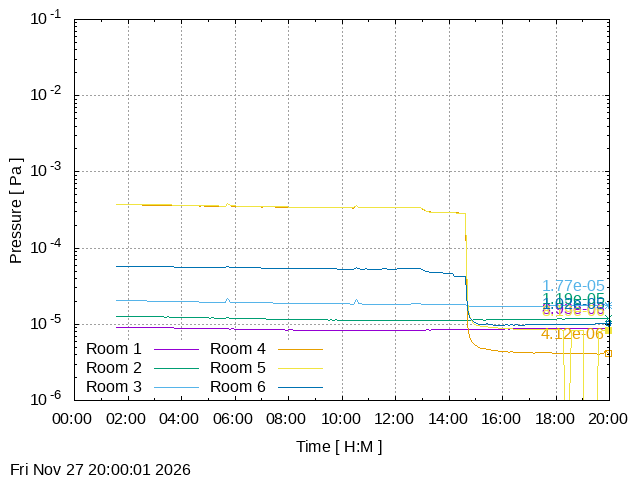 10^-1
10^-2
10^-3
10^-4
10^-5
10^-6
Pressure [ Pa ]
1.77e-05
1.19e-05
4.12e-06
Room 1
Room 4
Room 2
Room 5
Room 3
Room 6
00:00 02:00 04:00 06:00 08:00 10:00 12:00 14:00 16:00 18:00 20:00
Time [ H:M ]
Fri Nov 27 20:00:01 2026